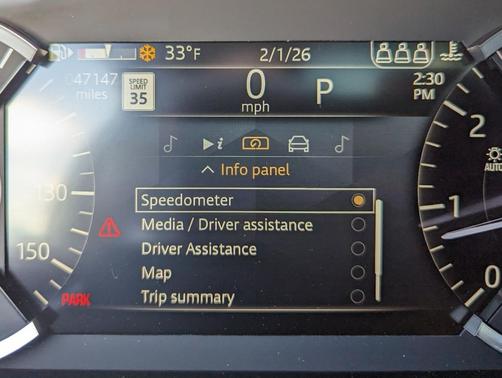 33°F
2/1/26
047147
miles
SPEED
LIMIT
35
0
mph
P
2:30
PM
i
Info panel
Speedometer
Media / Driver assistance
Driver Assistance
Map
Trip summary
130
150
PARK
2
AUTO
1
0